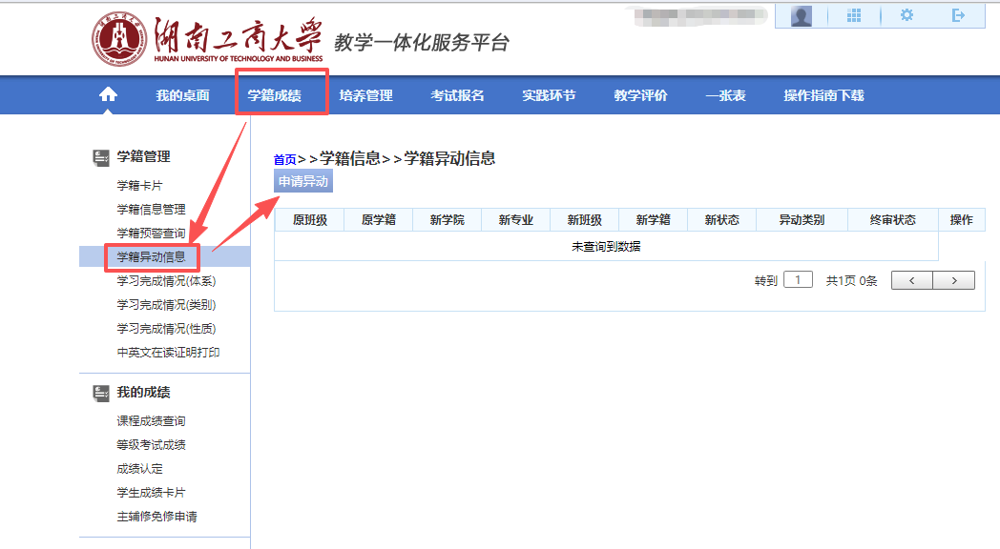 湖南工商大学
HUNAN UNIVERSITY OF TECHNOLOGY AND BUSINESS
教学一体化服务平台
我的桌面 学籍成绩 培养管理 考试报名 实践环节 教学评价 一张表 操作指南下载
学籍管理
学籍卡片
学籍信息管理
学籍预警查询
学籍异动信息
学习完成情况(体系)
学习完成情况(类别)
学习完成情况(性质)
中英文在读证明打印
我的成绩
课程成绩查询
等级考试成绩
成绩认定
学生成绩卡片
主辅修免修申请
首页>>学籍信息>>学籍异动信息
申请异动
原班级 原学籍 新学院 新专业 新班级 新学籍 新状态 异动类别 终审状态 操作
未查询到数据
转到 1 共1页 0条 < >